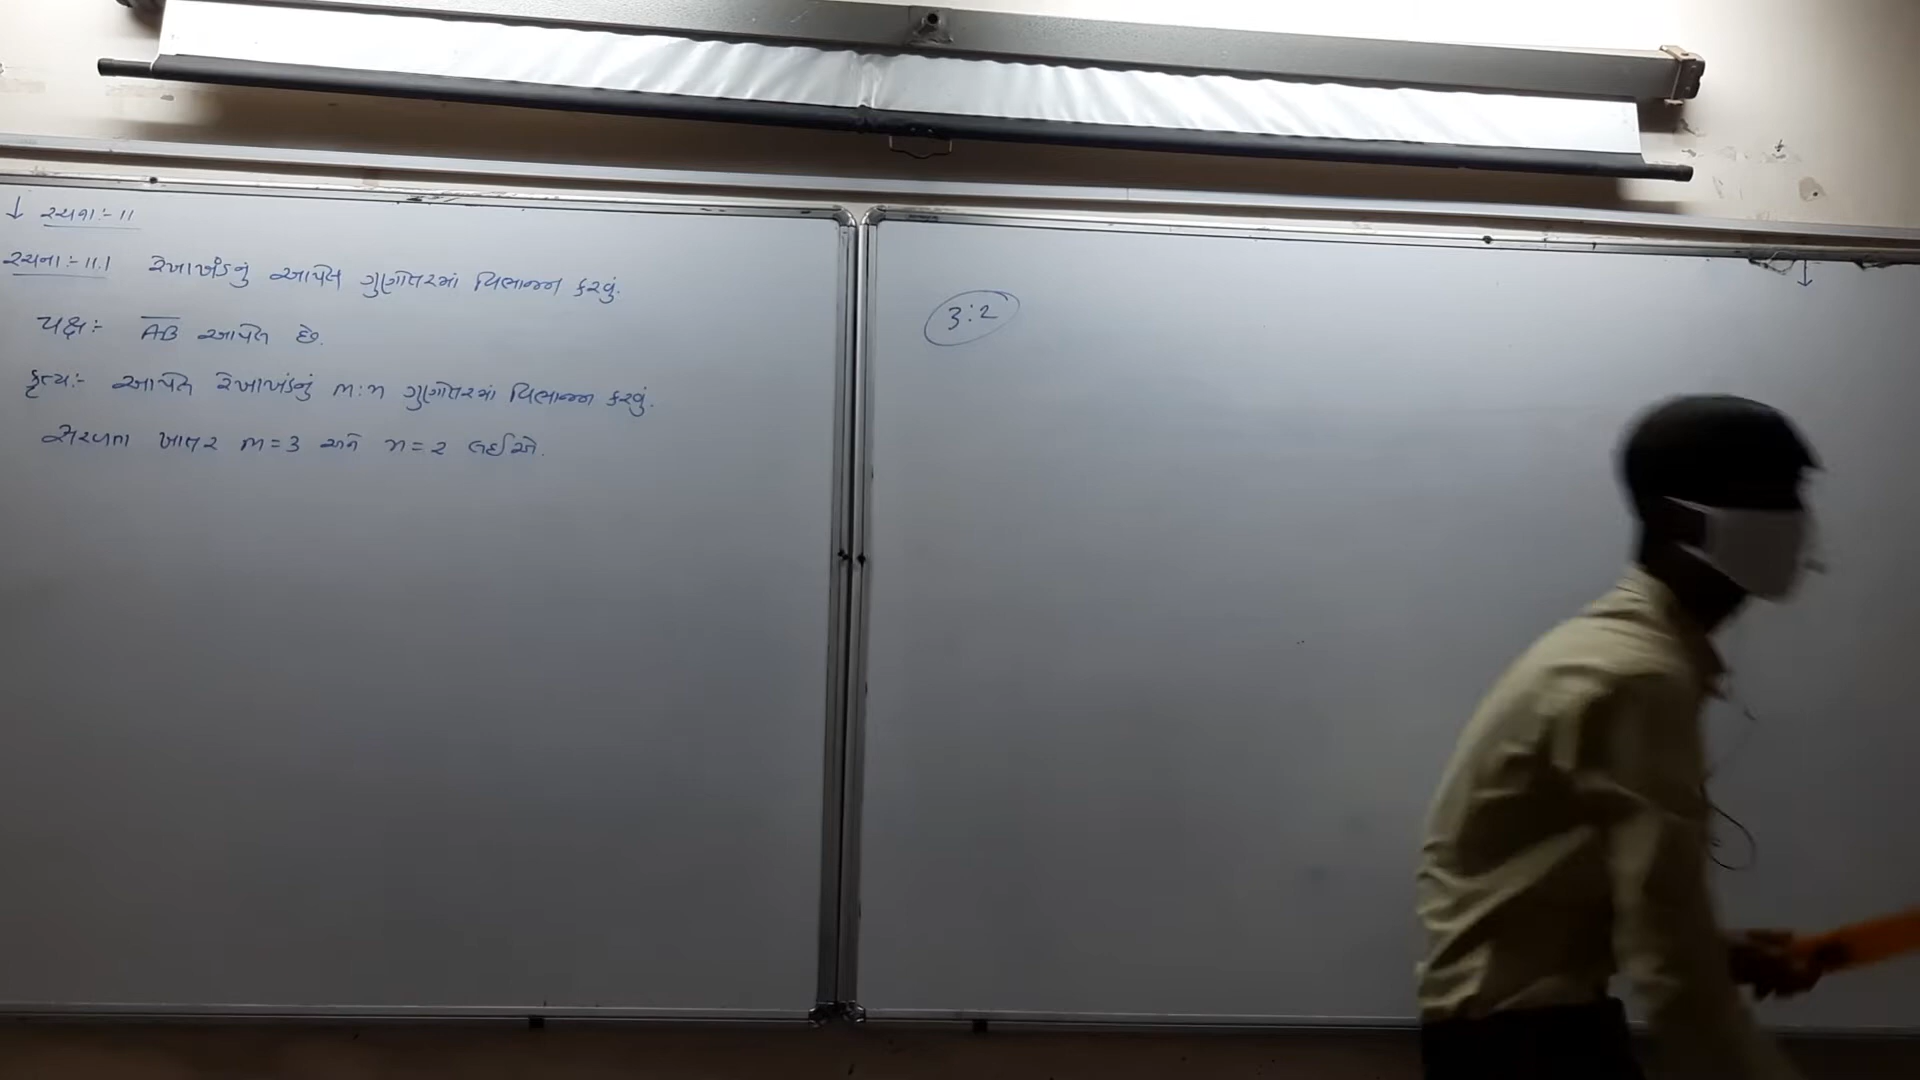 ↓ રચના:- 11
રચના:- 11.1 રેખાખંડનું આપેલ ગુણોત્તરમાં વિભાજન કરવું.
પક્ષ:- A̅B̅ આપેલ છે.
કૃત્ય:- આપેલ રેખાખંડનું m:n ગુણોત્તરમાં વિભાજન કરવું.
સરળતા ખાતર m=3 અને n=2 લઈએ.
3:2
↓